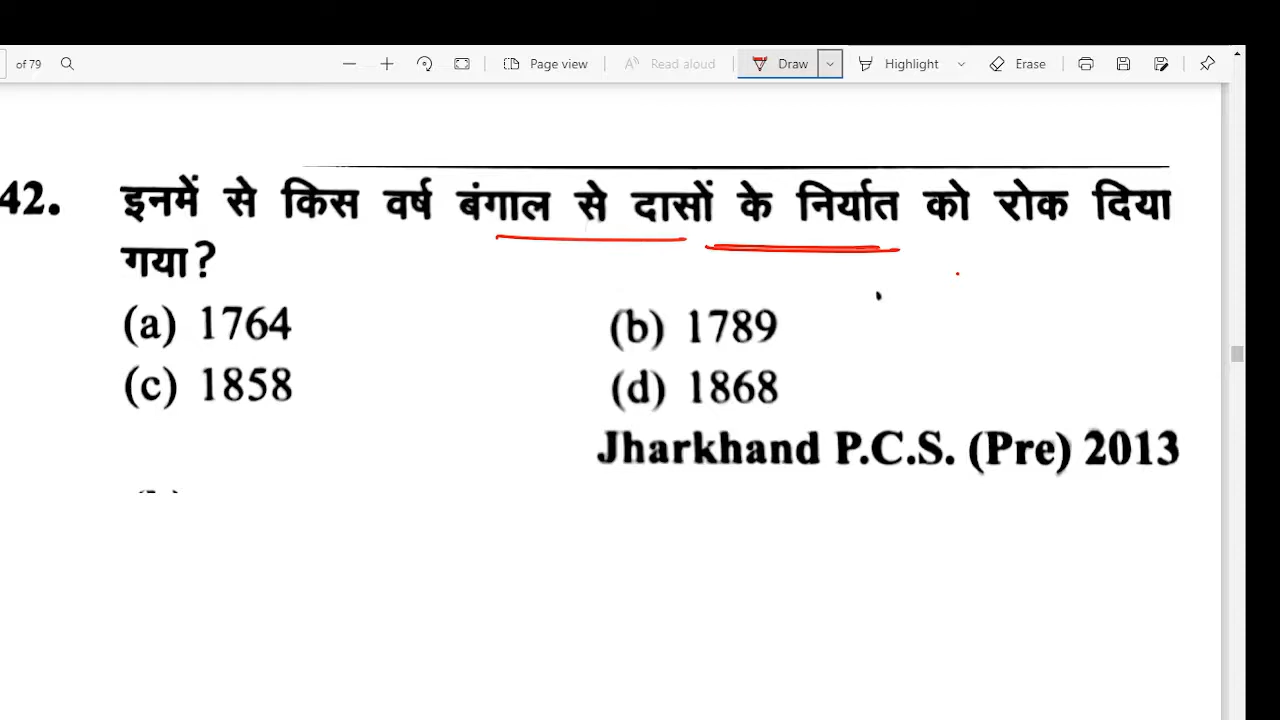 of 79 Page view Read aloud Draw Highlight Erase
42. इनमें से किस वर्ष बंगाल से दासों के निर्यात को रोक दिया
गया?
(a) 1764 (b) 1789
(c) 1858 (d) 1868
Jharkhand P.C.S. (Pre) 2013